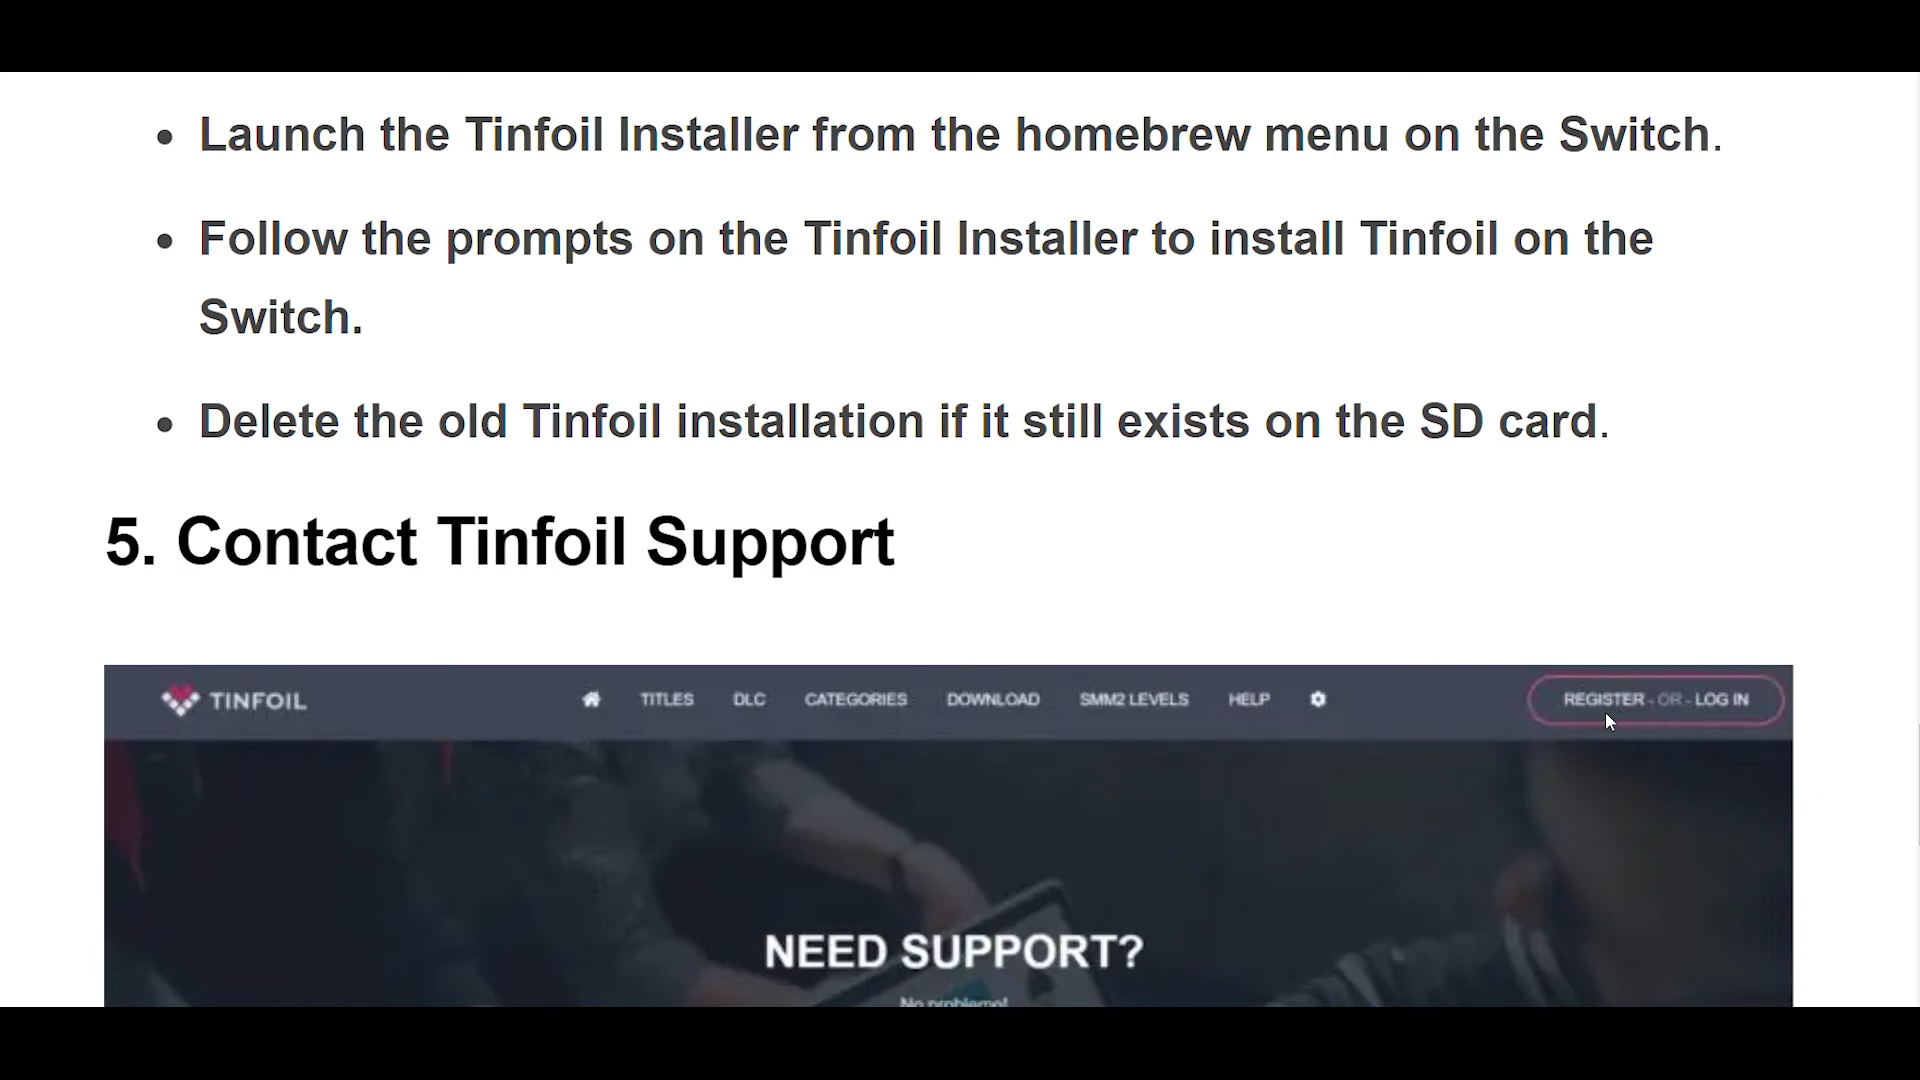 Launch the Tinfoil Installer from the homebrew menu on the Switch.
Follow the prompts on the Tinfoil Installer to install Tinfoil on the
Switch.
Delete the old Tinfoil installation if it still exists on the SD card.
5. Contact Tinfoil Support
TINFOIL TITLES DLC CATEGORIES DOWNLOAD SMM2 LEVELS HELP REGISTER - OR - LOG IN
NEED SUPPORT?
No problemo!